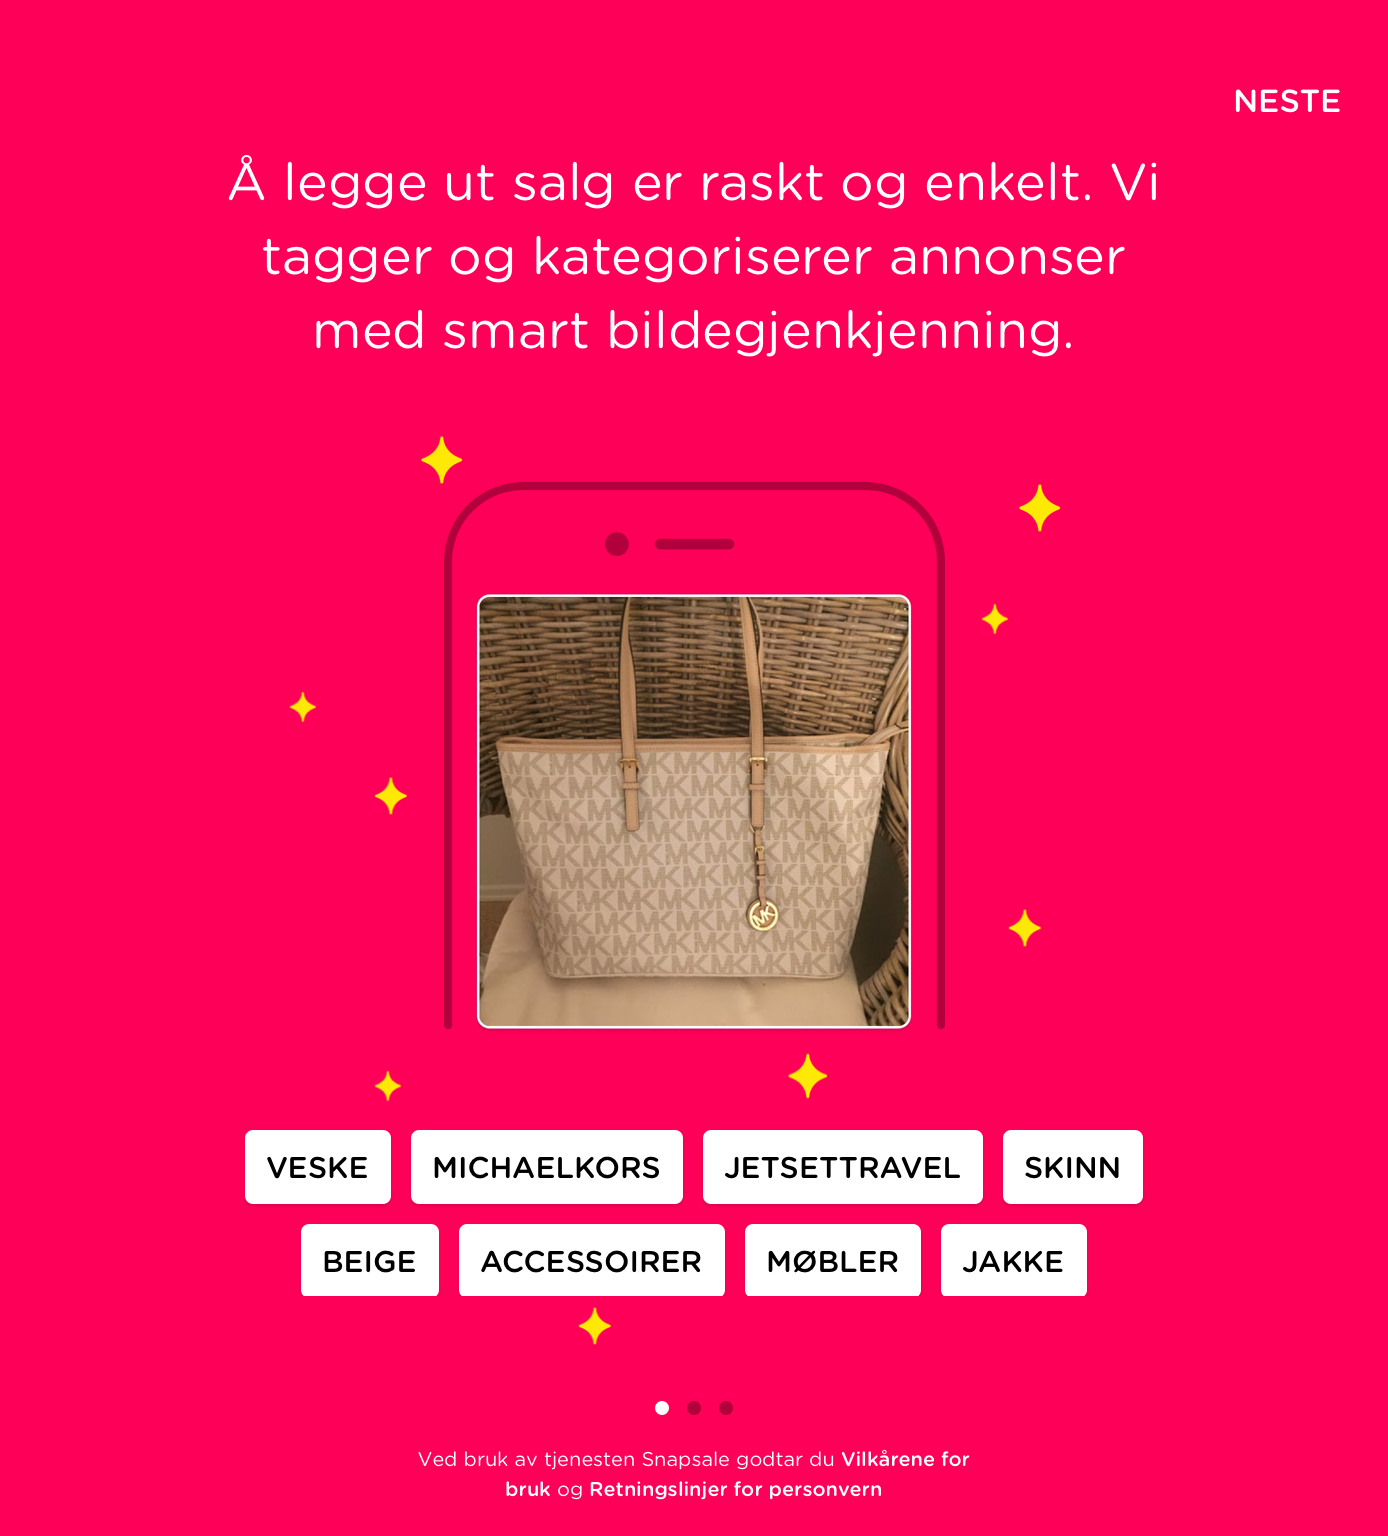 NESTE
Å legge ut salg er raskt og enkelt. Vi
tagger og kategoriserer annonser
med smart bildegjenkjenning.
MK
VESKE MICHAELKORS JETSETTRAVEL SKINN
BEIGE ACCESSOIRER MØBLER JAKKE
Ved bruk av tjenesten Snapsale godtar du Vilkårene for
bruk og Retningslinjer for personvern